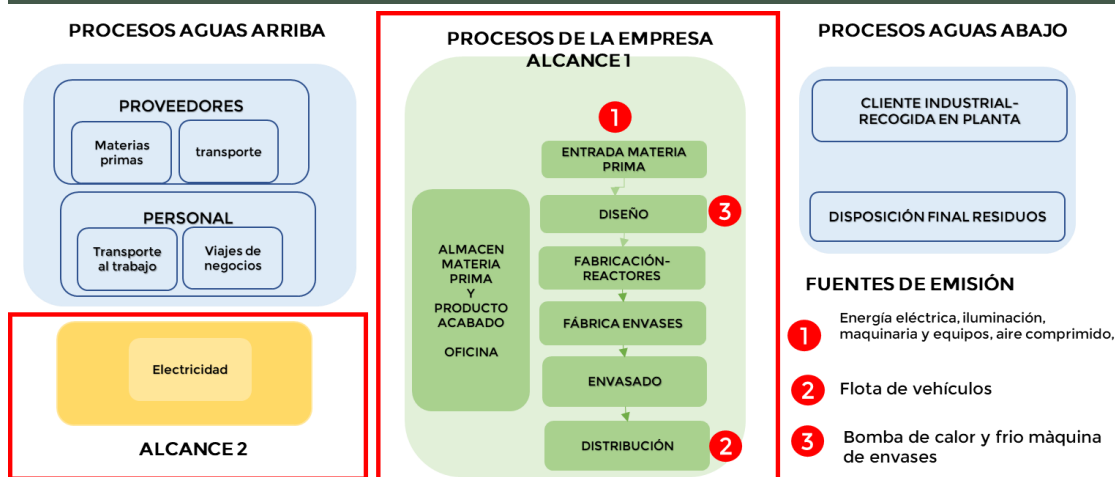 PROCESOS AGUAS ARRIBA
PROVEEDORES
Materias
primas
transporte
PERSONAL
Transporte
al trabajo
Viajes de
negocios
Electricidad
ALCANCE 2
PROCESOS DE LA EMPRESA
ALCANCE 1
1
ENTRADA MATERIA
PRIMA
DISEÑO
3
FABRICACIÓN-
REACTORES
FÁBRICA ENVASES
ENVASADO
DISTRIBUCIÓN
2
ALMACEN
MATERIA
PRIMA
Y
PRODUCTO
ACABADO
OFICINA
PROCESOS AGUAS ABAJO
CLIENTE INDUSTRIAL-
RECOGIDA EN PLANTA
DISPOSICIÓN FINAL RESIDUOS
FUENTES DE EMISIÓN
1
Energía eléctrica, iluminación,
maquinaria y equipos, aire comprimido,
2
Flota de vehículos
3
Bomba de calor y frio màquina
de envases